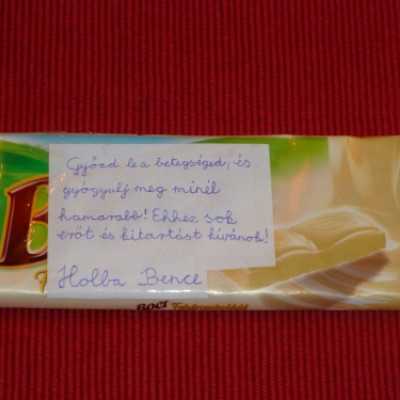 Győzd le a betegséged, és
gyógyulj meg minél
hamarabb! Ehhez sok
erőt és kitartást kívánok!
Holba Bence
BOCI